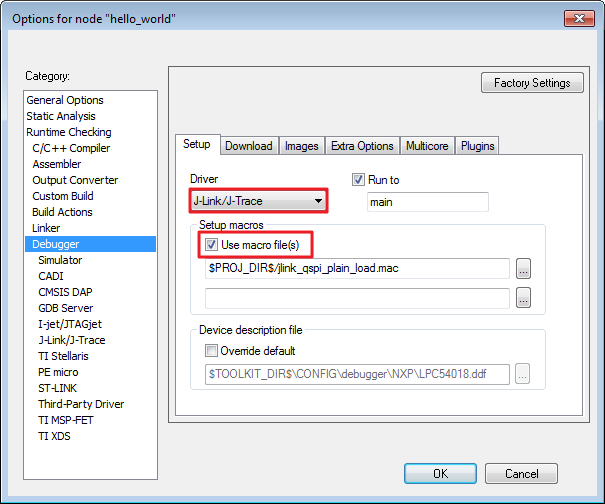 Options for node "hello_world"
Category:
General Options
Static Analysis
Runtime Checking
C/C++ Compiler
Assembler
Output Converter
Custom Build
Build Actions
Linker
Debugger
Simulator
CADI
CMSIS DAP
GDB Server
I-jet/JTAGjet
J-Link/J-Trace
TI Stellaris
PE micro
ST-LINK
Third-Party Driver
TI MSP-FET
TI XDS
Factory Settings
Setup Download Images Extra Options Multicore Plugins
Driver
J-Link/J-Trace
Run to
main
Setup macros
Use macro file(s)
$PROJ_DIR$/jlink_qspi_plain_load.mac
...
...
Device description file
Override default
$TOOLKIT_DIR$\CONFIG\debugger\NXP\LPC54018.ddf
...
OK Cancel